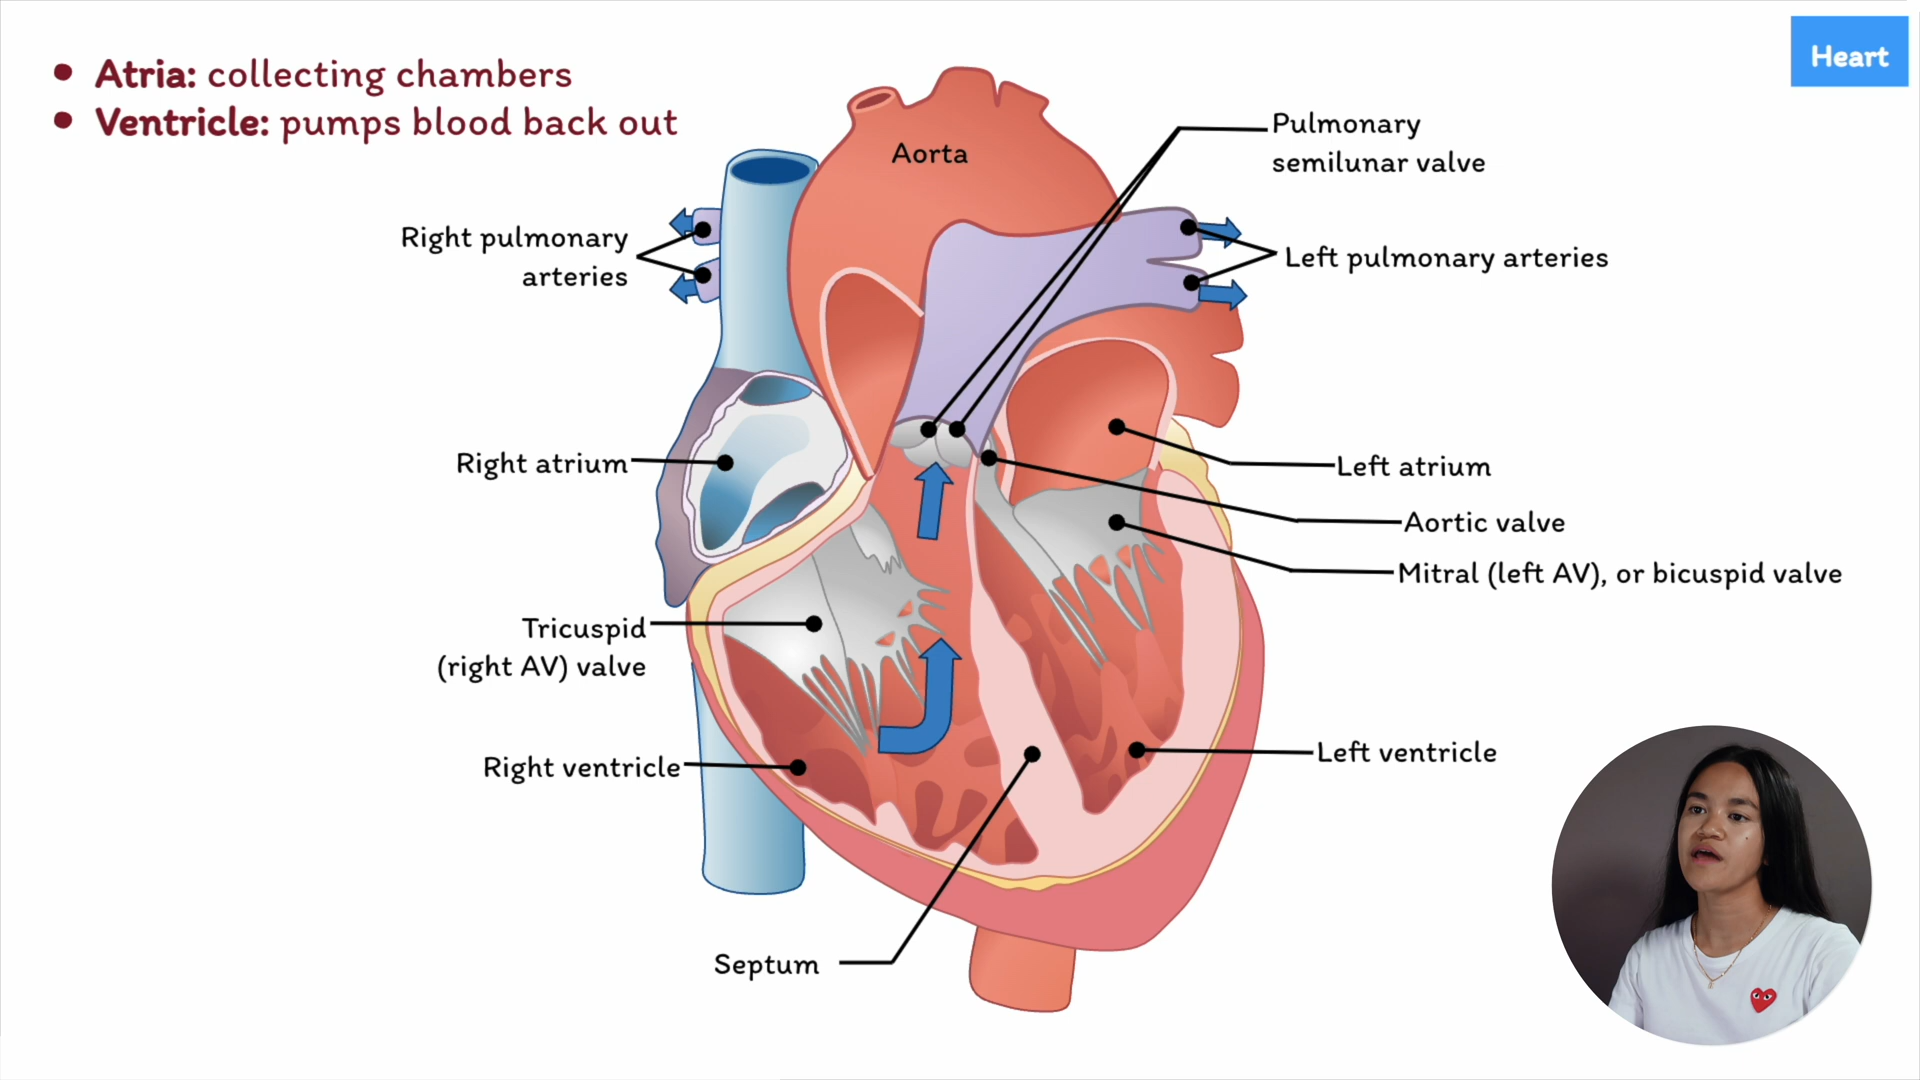 Heart
• Atria: collecting chambers
• Ventricle: pumps blood back out
Aorta
Pulmonary
semilunar valve
Right pulmonary
arteries
Left pulmonary arteries
Right atrium
Left atrium
Aortic valve
Mitral (left AV), or bicuspid valve
Tricuspid
(right AV) valve
Right ventricle
Left ventricle
Septum